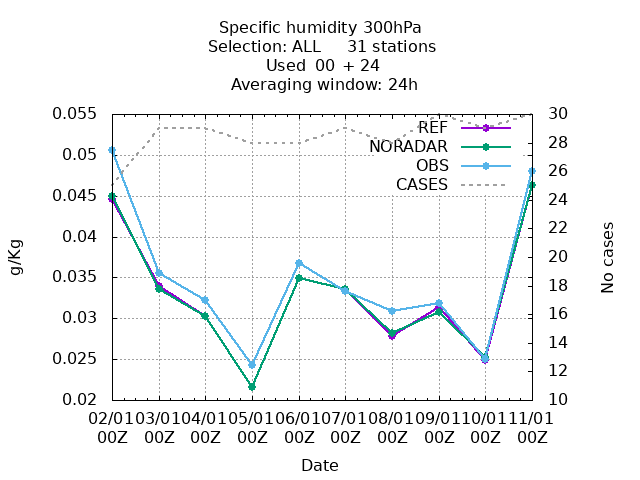 Specific humidity 300hPa
Selection: ALL     31 stations
Used  00  + 24
Averaging window: 24h
0.055
0.05
0.045
0.04
0.035
0.03
0.025
0.02
g/Kg
REF
NORADAR
OBS
CASES
30
28
26
24
22
20
18
16
14
12
10
No cases
02/01 03/01 04/01 05/01 06/01 07/01 08/01 09/01 10/01 11/01
00Z 00Z 00Z 00Z 00Z 00Z 00Z 00Z 00Z 00Z
Date